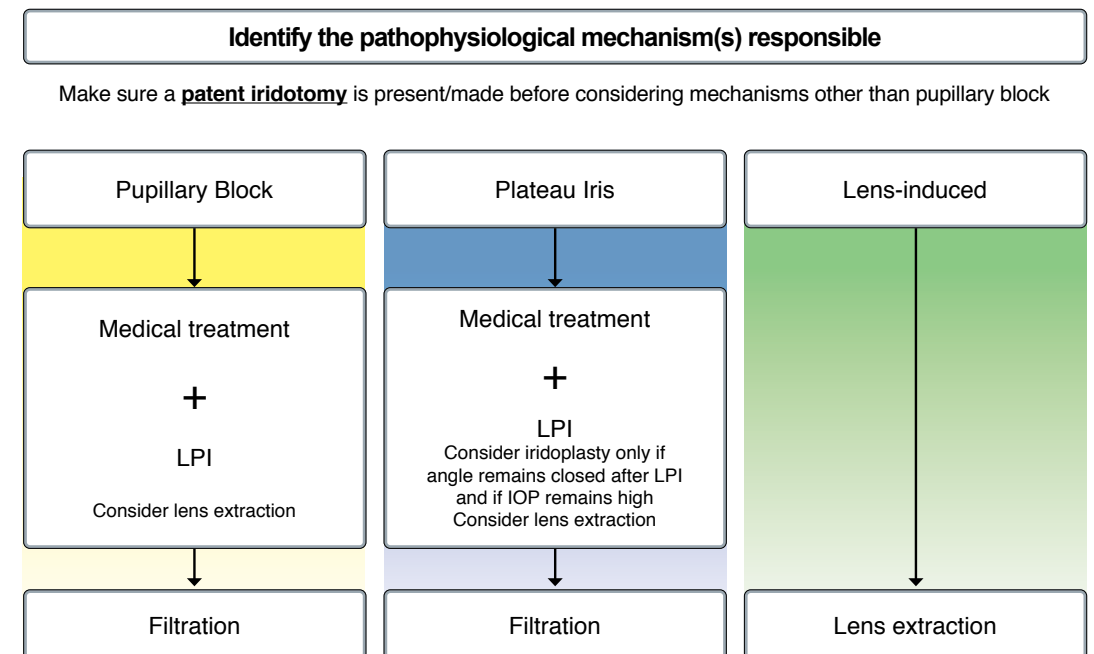 Identify the pathophysiological mechanism(s) responsible
Make sure a patent iridotomy is present/made before considering mechanisms other than pupillary block
Pupillary Block
Plateau Iris
Lens-induced
Medical treatment
+
LPI
Consider lens extraction
Medical treatment
+
LPI
Consider iridoplasty only if
angle remains closed after LPI
and if IOP remains high
Consider lens extraction
Filtration
Filtration
Lens extraction